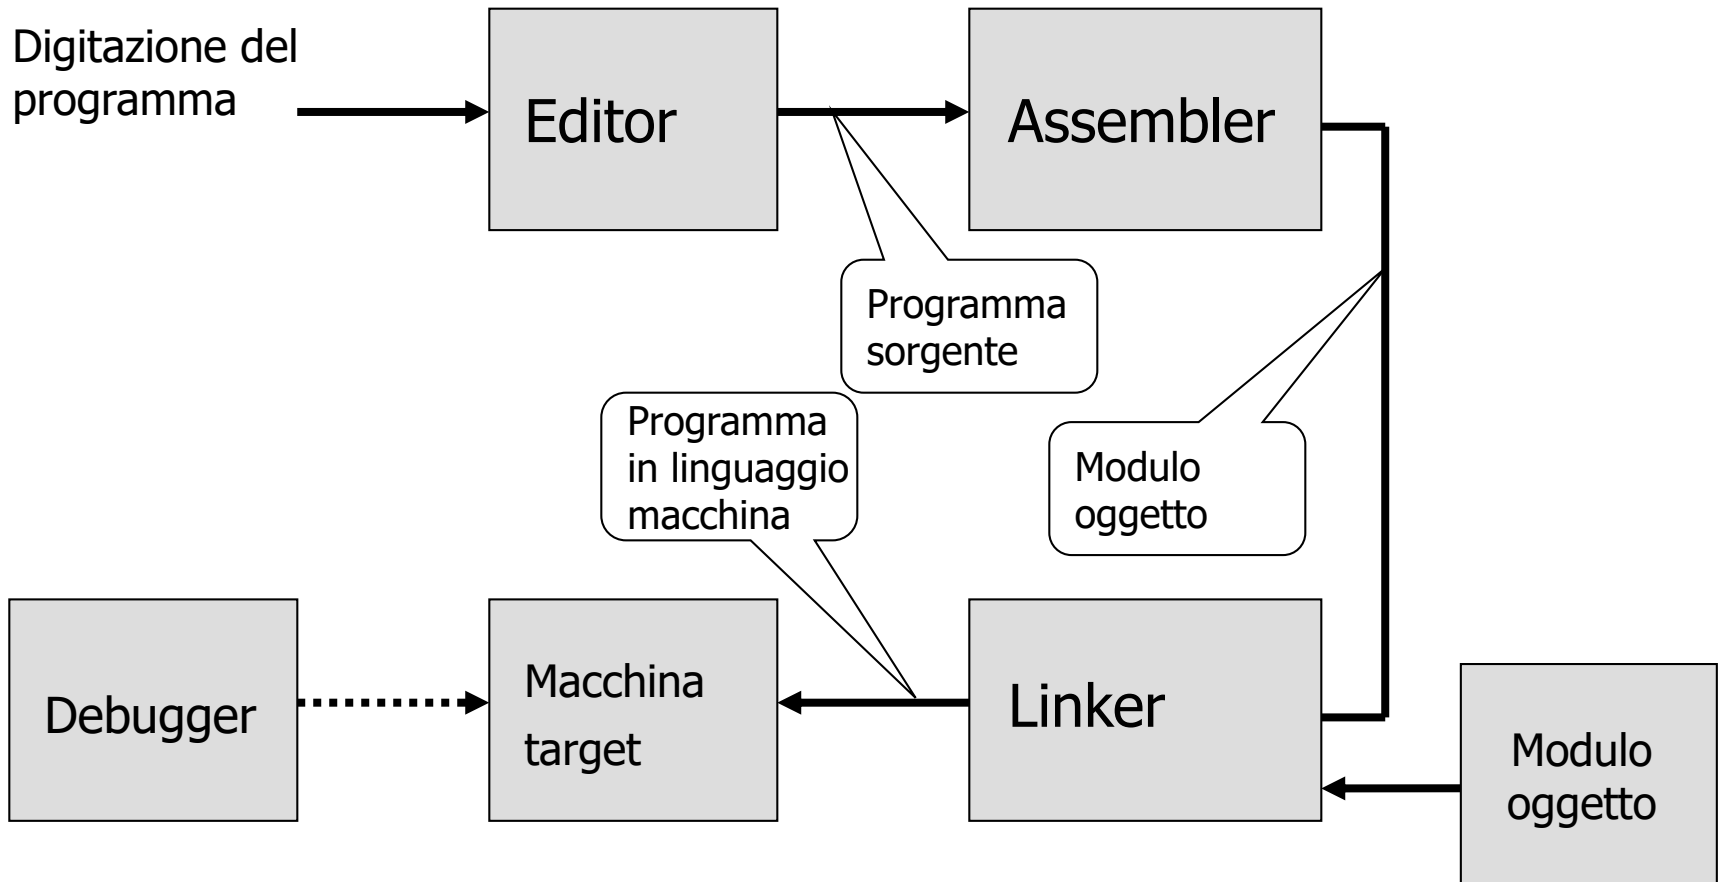 Digitazione del
programma
Editor
Assembler
Programma
sorgente
Programma
in linguaggio
macchina
Modulo
oggetto
Debugger
Macchina
target
Linker
Modulo
oggetto